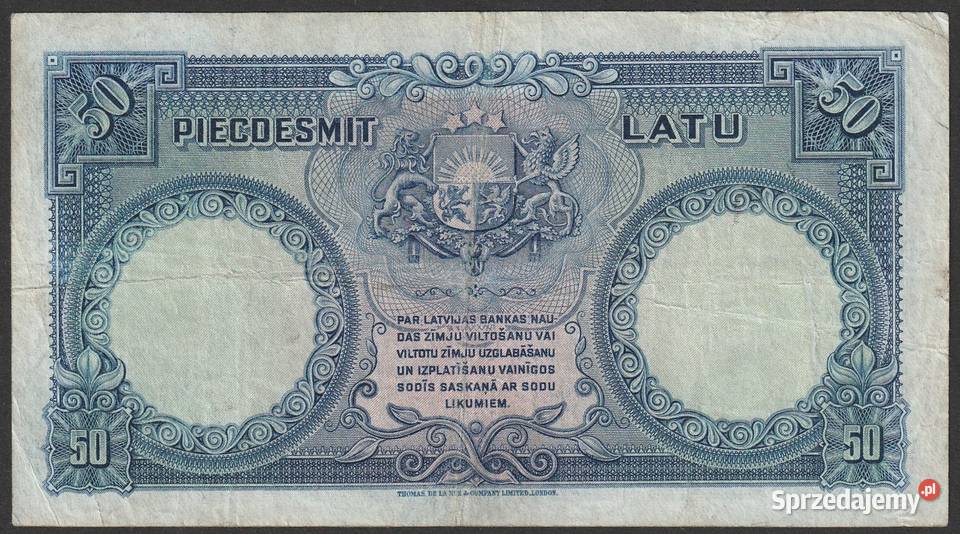 50
50
PIECDESMIT LATU
PAR LATVIJAS BANKAS NAU-
DAS ZĪMJU VILTOŠANU VAI
VILTOTU ZĪMJU UZGLABĀŠANU
UN IZPLATĪŠANU VAINĪGOS
SODĪS SASKAŅĀ AR SODU
LIKUMIEM.
50
50
THOMAS DE LA RUE & COMPANY LIMITED, LONDON.
Sprzedajemy.pl